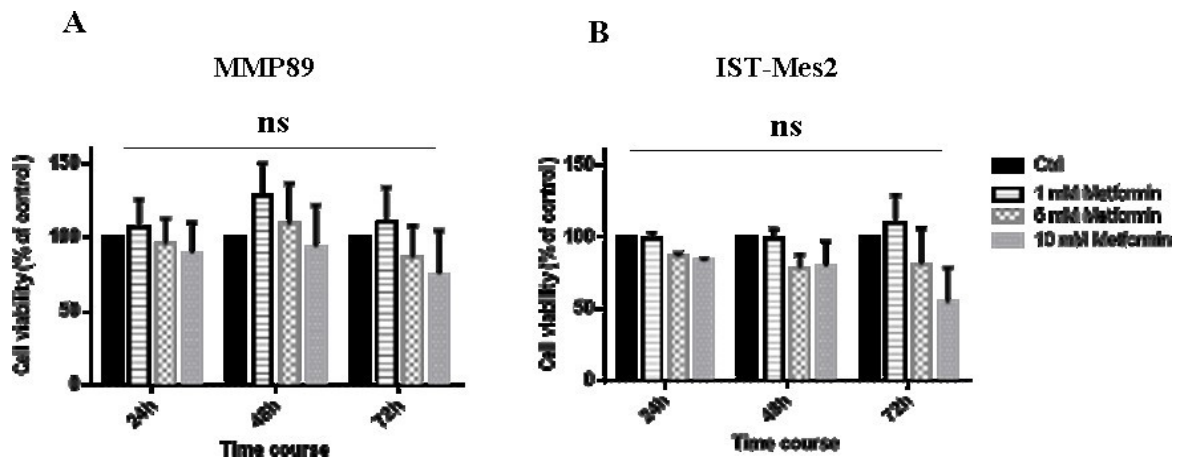 A
MMP89
ns
Cell viability (% of control)
150
100
50
0
24h
48h
72h
Time course
B
IST-Mes2
ns
Cell viability (% of control)
150
100
50
0
24h
48h
72h
Time course
Ctrl
1 mM Metformin
5 mM Metformin
10 mM Metformin